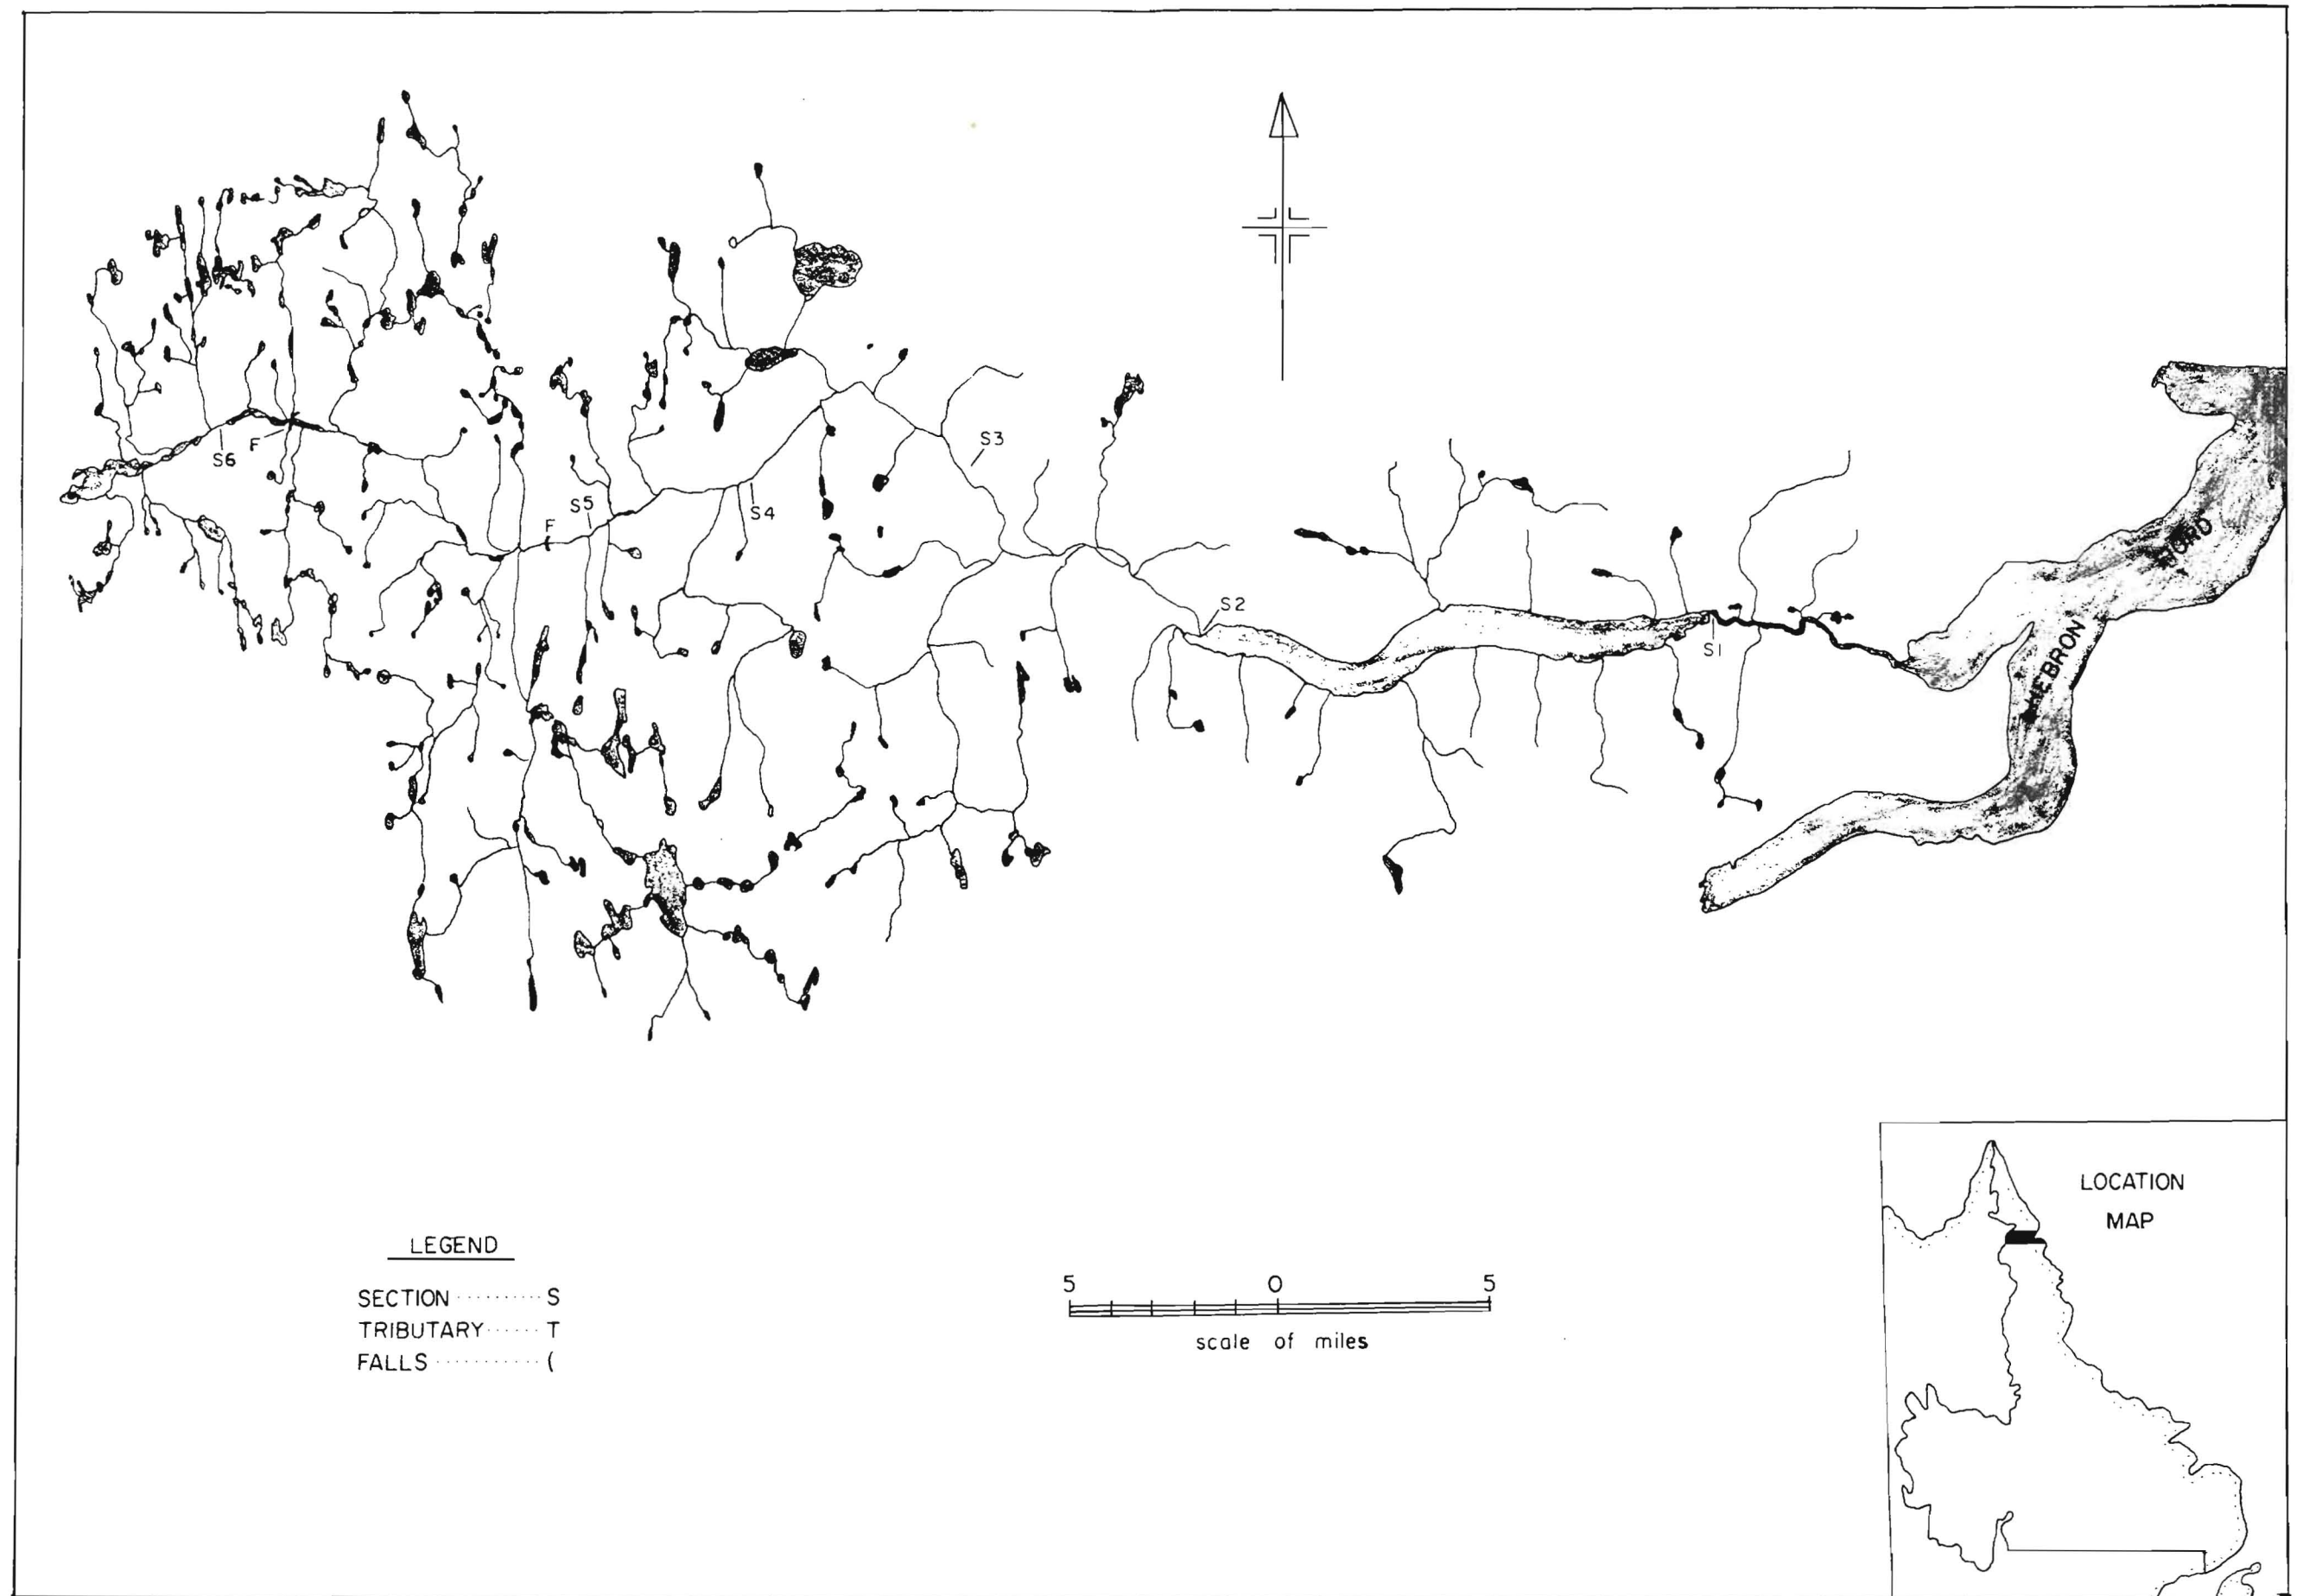 S6
F
S5
F
S4
S3
S2
S1
HEBRON
FIORD
LOCATION
MAP
LEGEND
SECTION .......... S
TRIBUTARY ...... T
FALLS ........... (
5 0 5
scale of miles